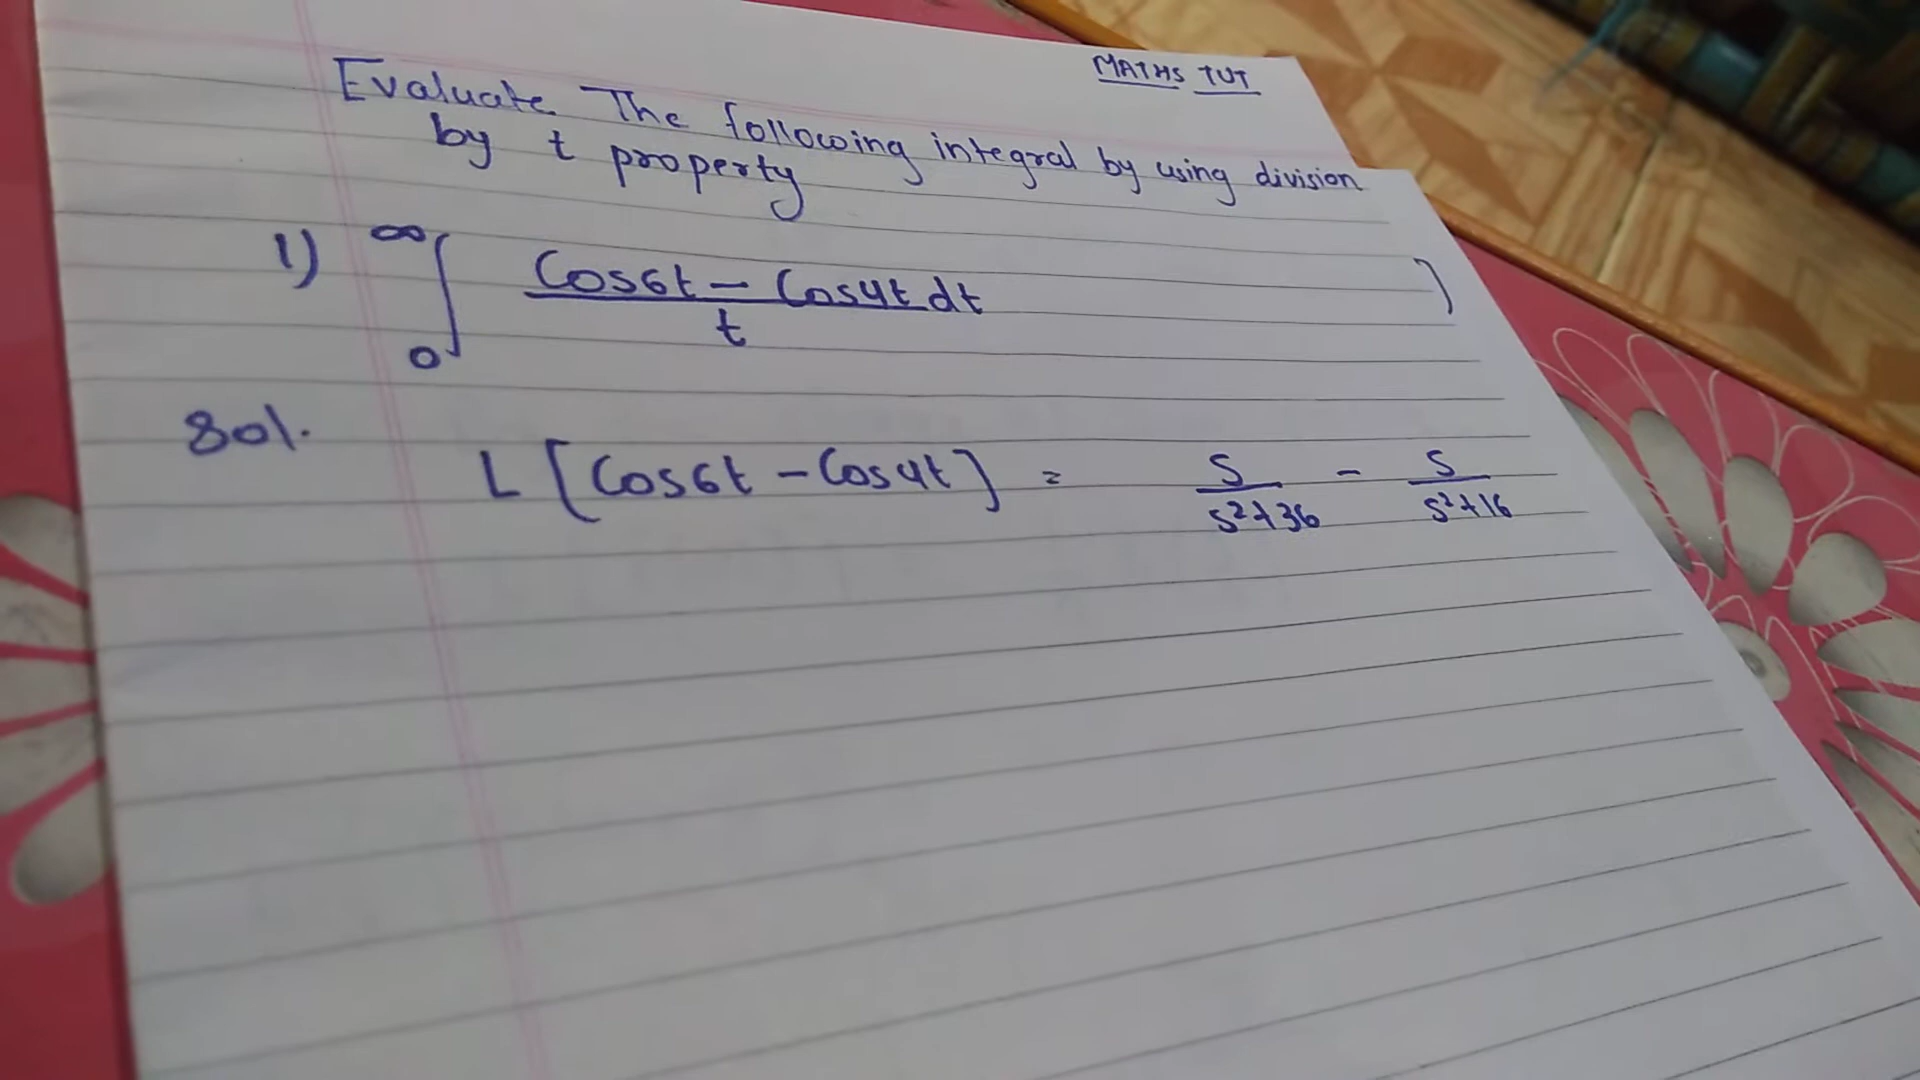 MATHS TUT
Evaluate The following integral by using division
by t property
1) ∞∫0 Cos6t - Cos4t dt / t
Sol.
L [Cos6t - Cos4t] = S/s²+36 - S/s²+16